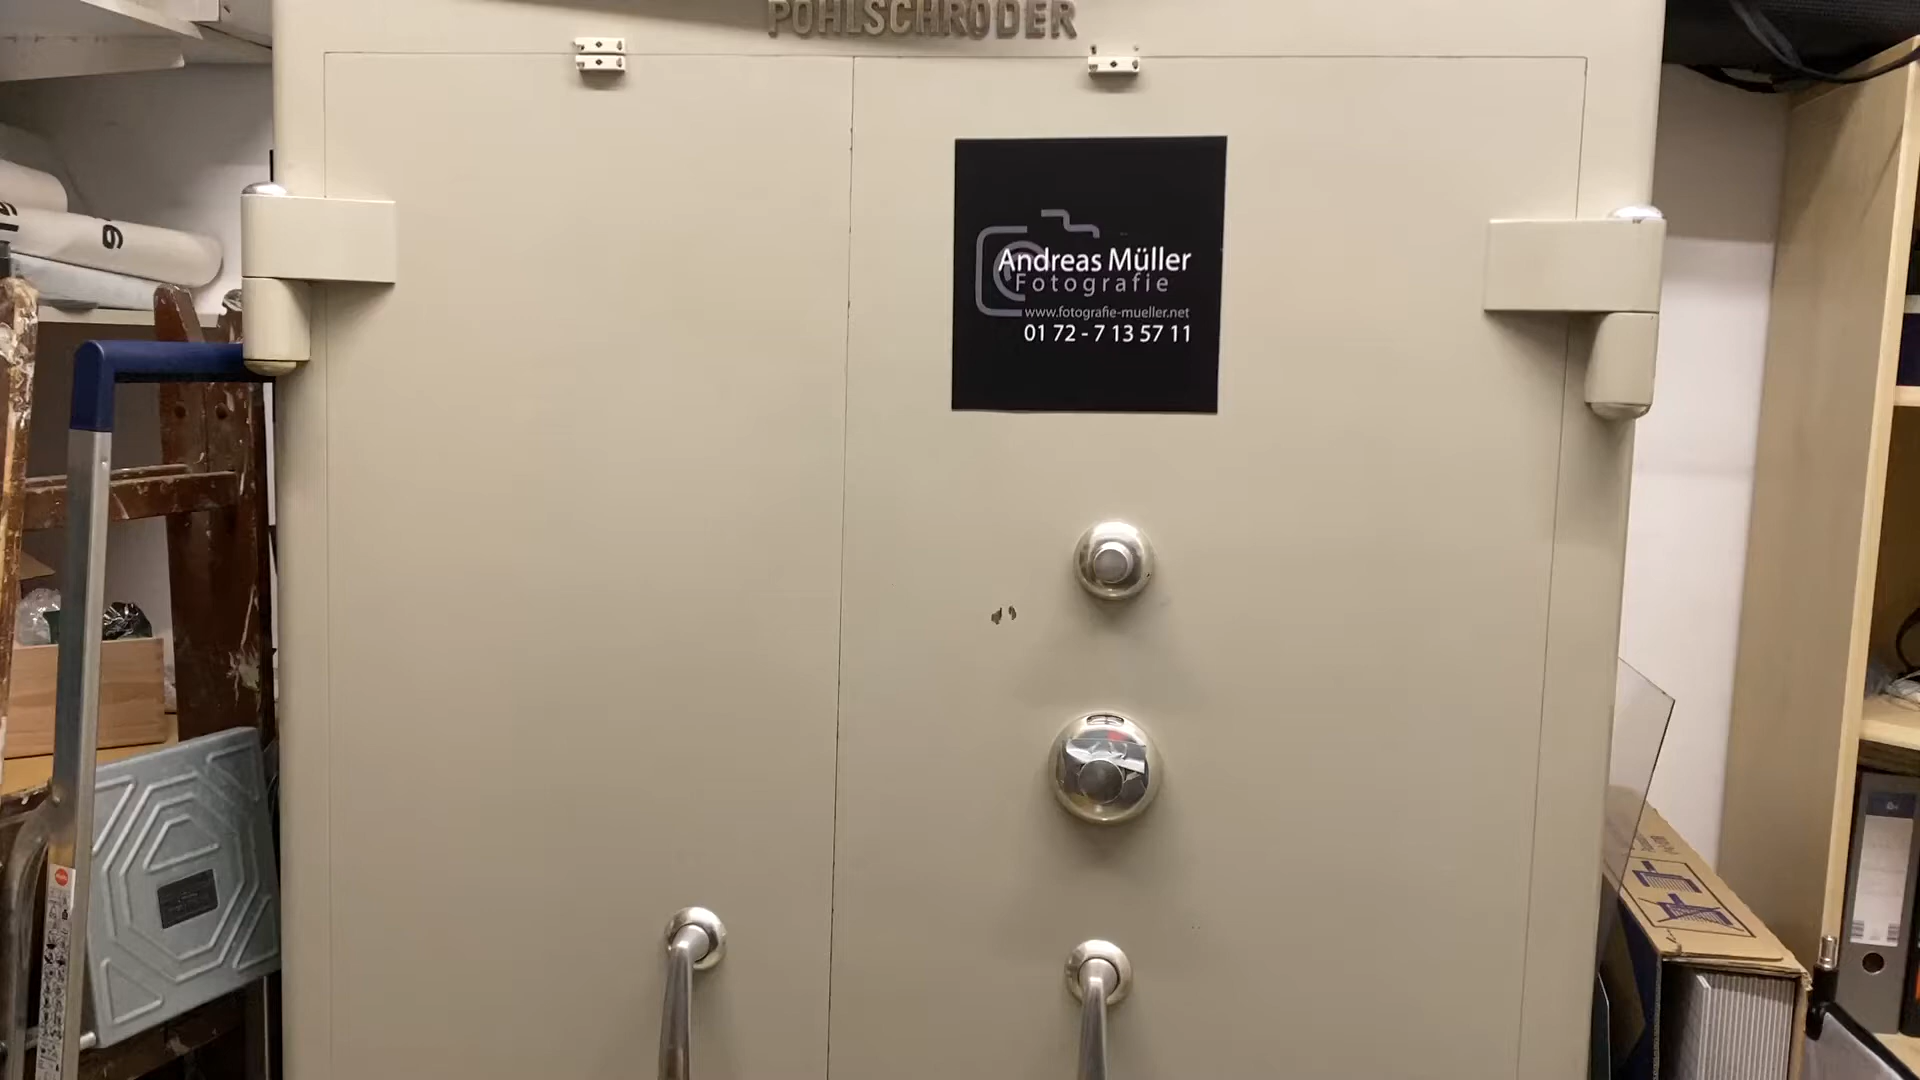 POHLSCHRÖDER
Andreas Müller
Fotografie
www.fotografie-mueller.net
01 72 - 7 13 57 11